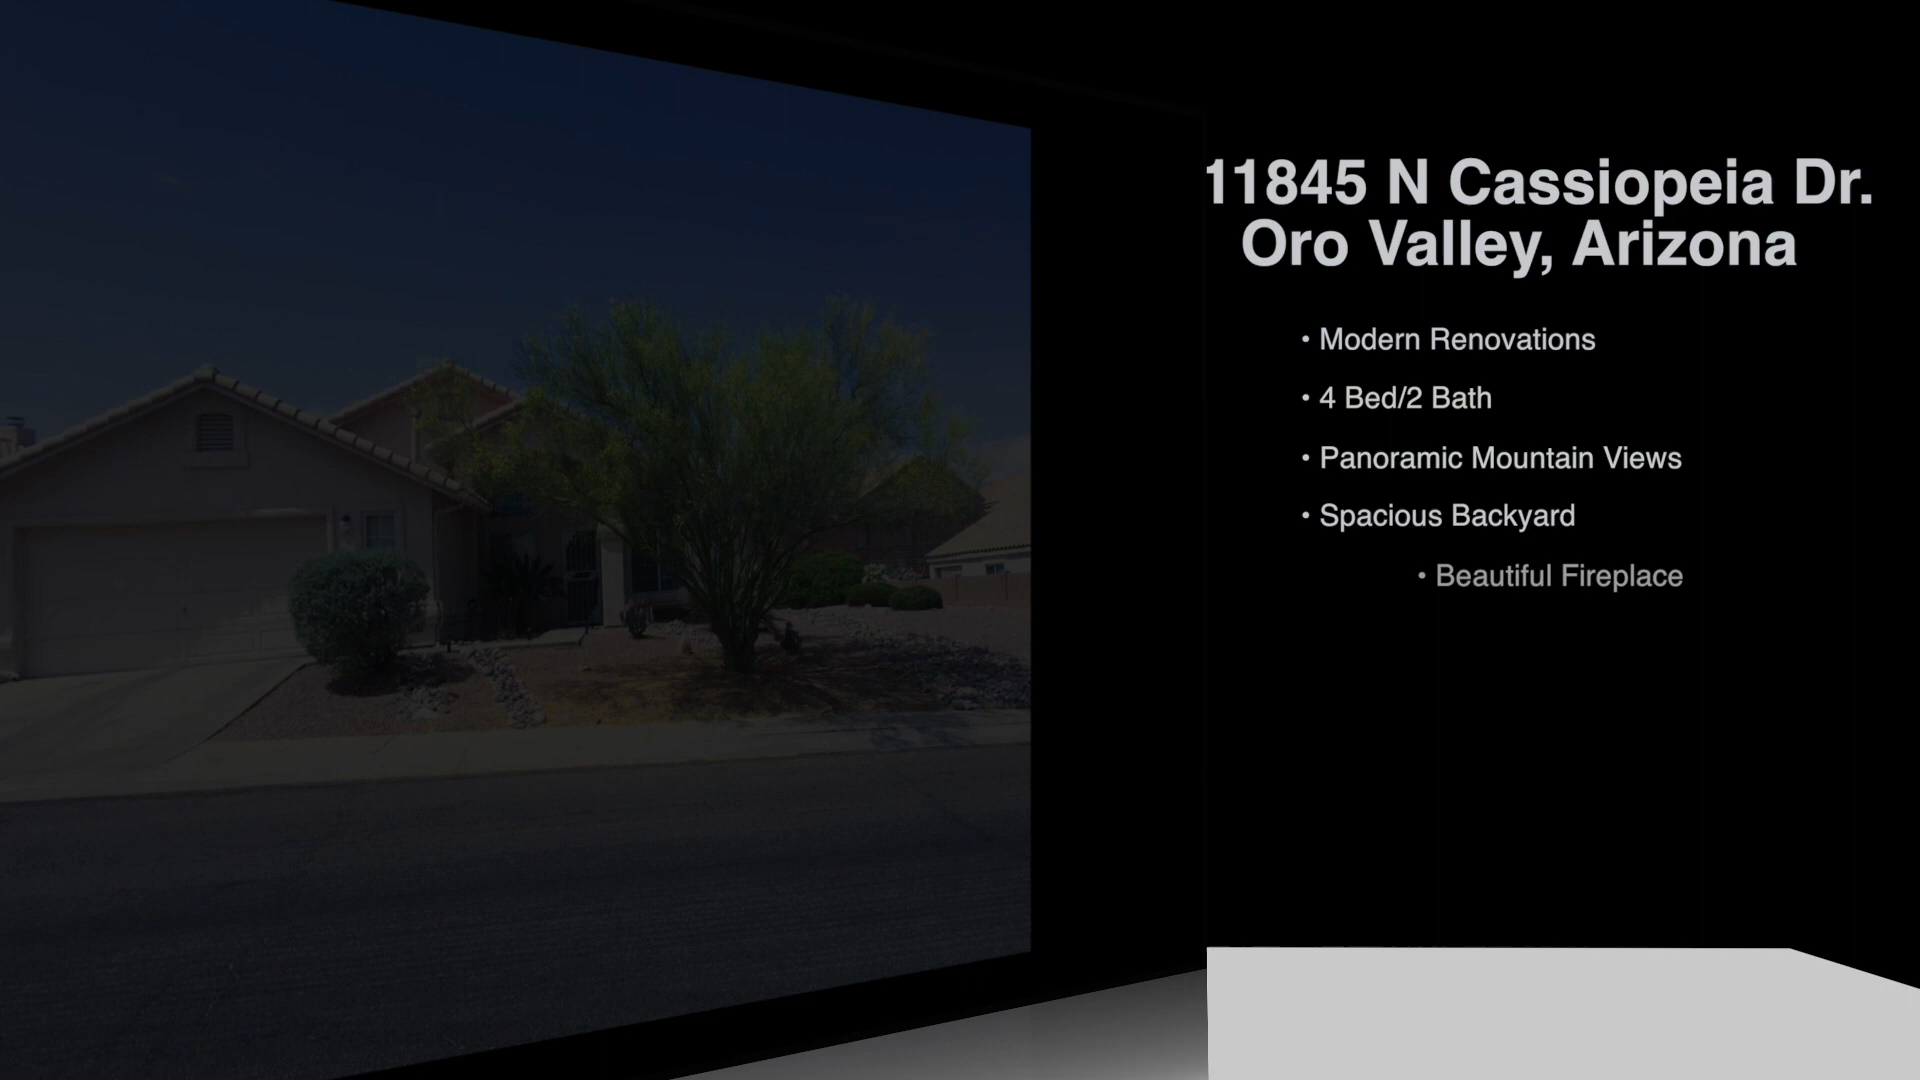 11845 N Cassiopeia Dr.
Oro Valley, Arizona
• Modern Renovations
• 4 Bed/2 Bath
• Panoramic Mountain Views
• Spacious Backyard
• Beautiful Fireplace